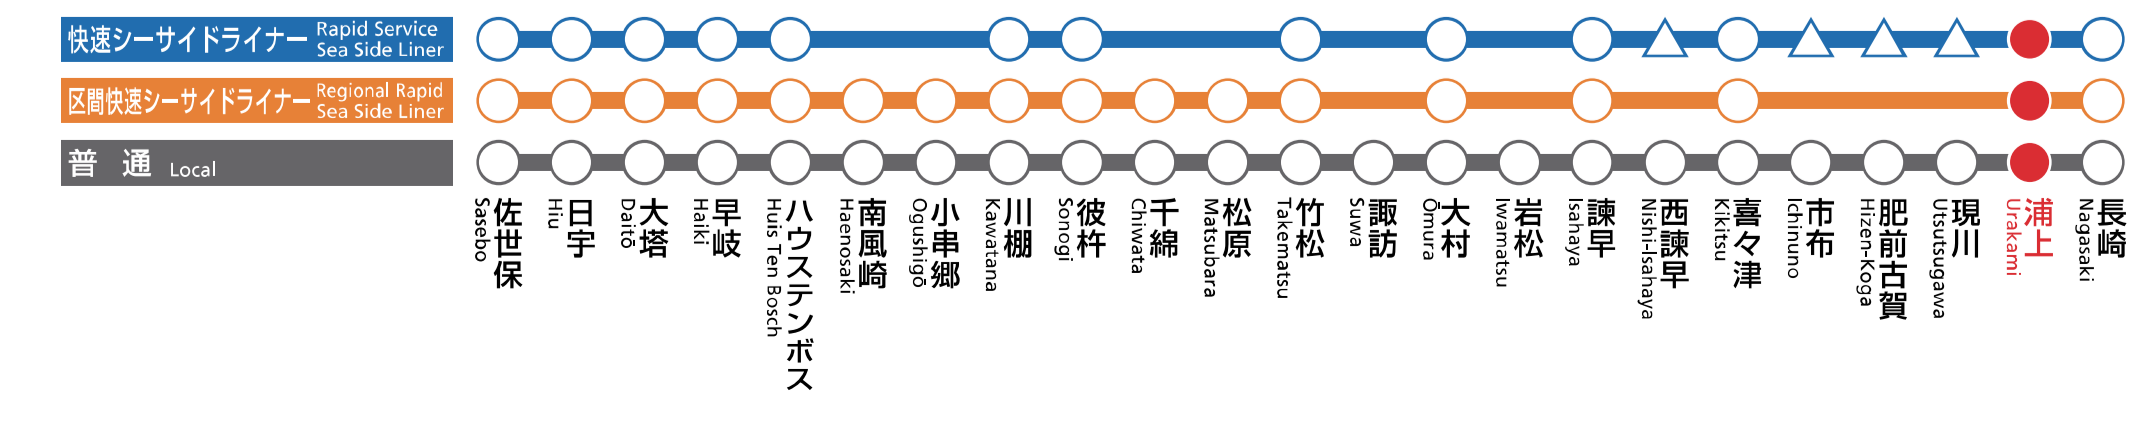 快速シーサイドライナー Rapid Service
Sea Side Liner
区間快速シーサイドライナー Regional Rapid
Sea Side Liner
普 通 Local
佐世保 Sasebo
日宇 Hiu
大塔 Daitō
早岐 Haiki
ハウステンボス Huis Ten Bosch
南風崎 Haenosaki
小串郷 Ogushigō
川棚 Kawatana
彼杵 Sonogi
千綿 Chiwata
松原 Matsubara
竹松 Takematsu
諏訪 Suwa
大村 Ōmura
岩松 Iwamatsu
諫早 Isahaya
西諫早 Nishi-Isahaya
喜々津 Kikitsu
市布 Ichinuno
肥前古賀 Hizen-Koga
現川 Utsutsugawa
浦上 Urakami
長崎 Nagasaki